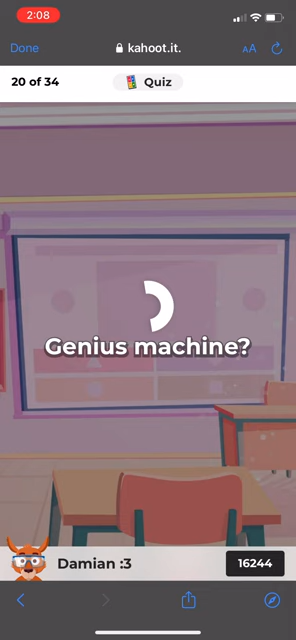 2:08
Done
kahoot.it.
AA
20 of 34
Quiz
Genius machine?
Damian :3
16244